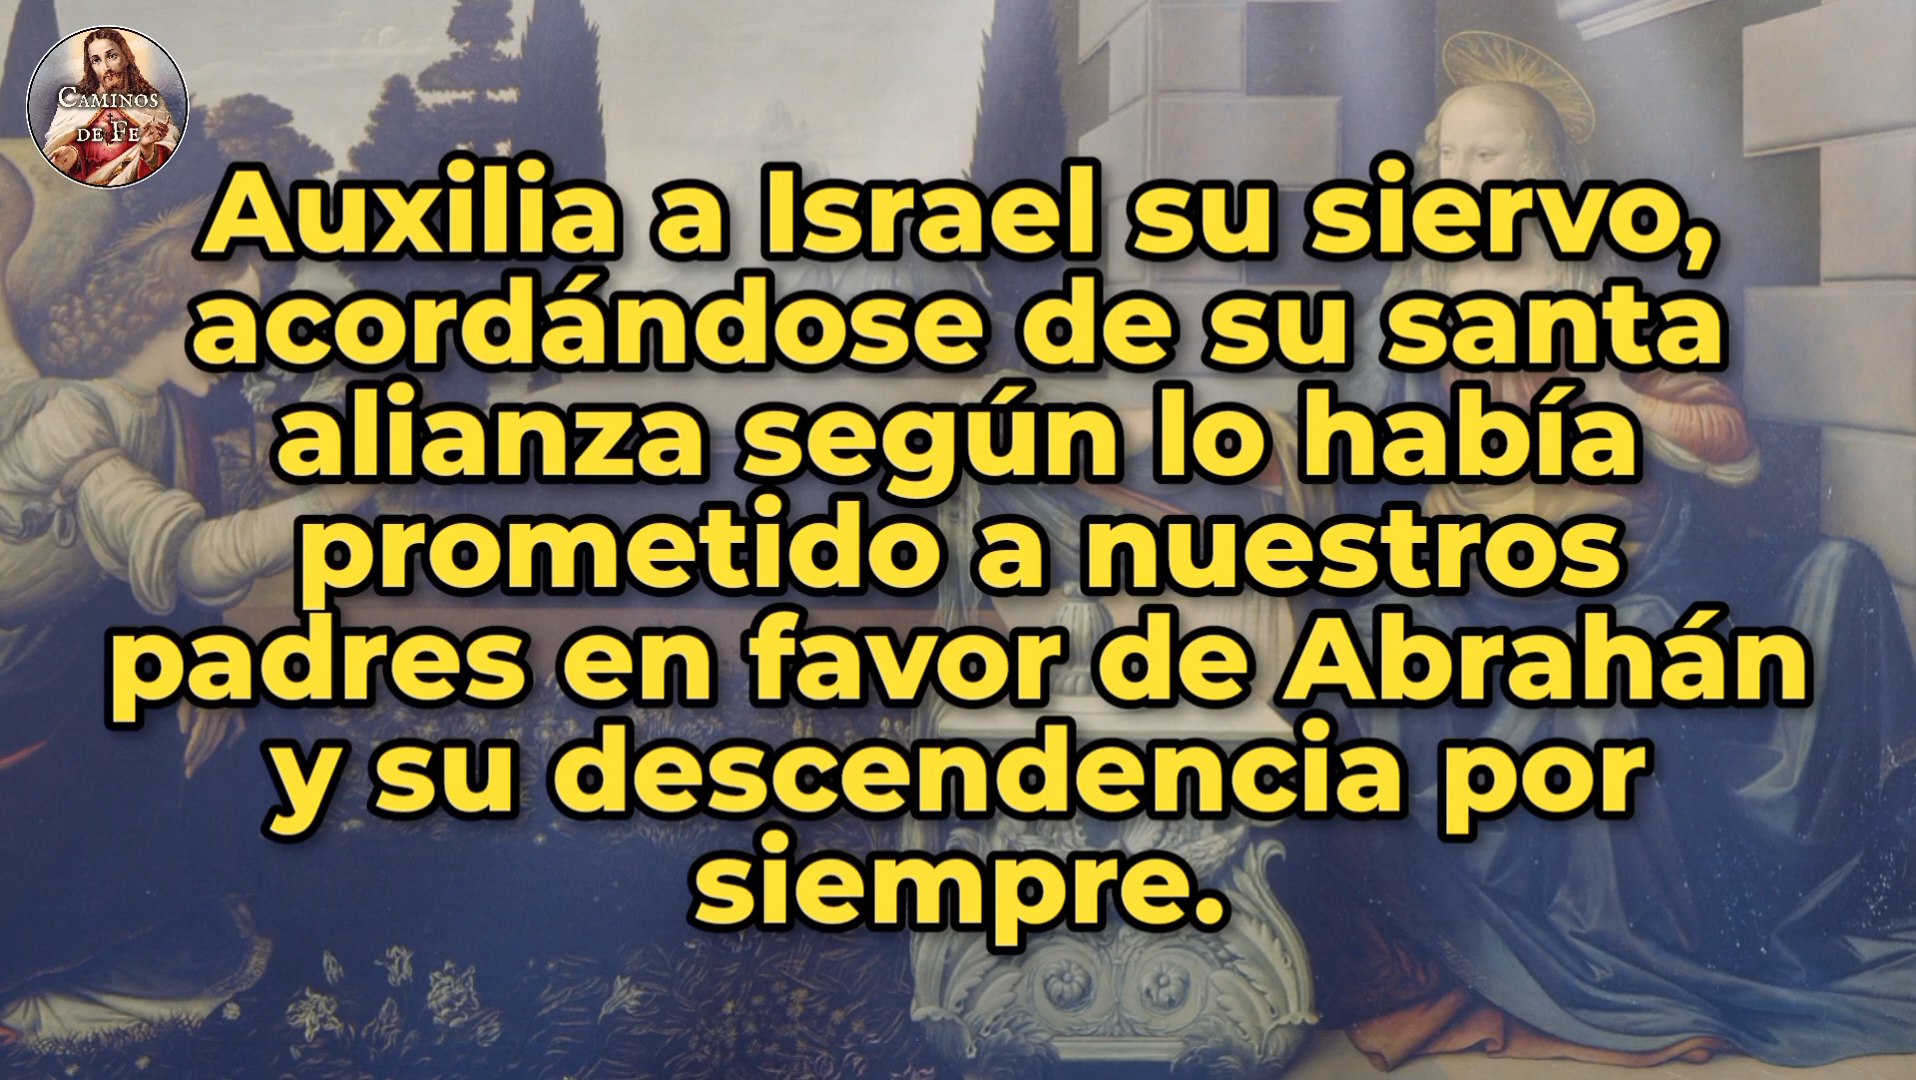 CAMINOS
DE FE
Auxilia a Israel su siervo,
acordándose de su santa
alianza según lo había
prometido a nuestros
padres en favor de Abrahán
y su descendencia por
siempre.